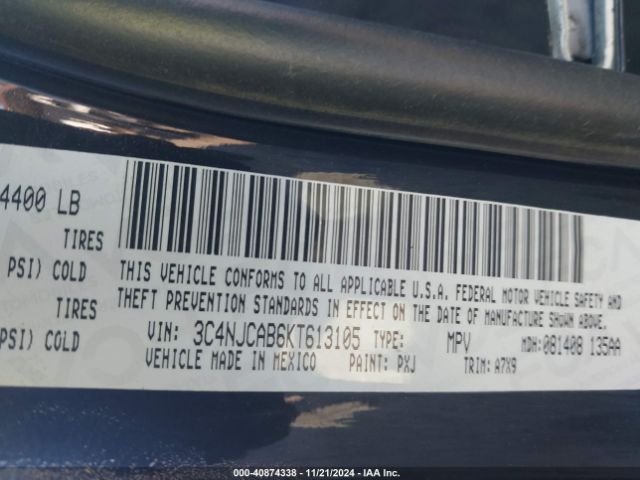 4400 LB
TIRES
PSI) COLD
THIS VEHICLE CONFORMS TO ALL APPLICABLE U.S.A. FEDERAL MOTOR VEHICLE SAFETY AND
TIRES
THEFT PREVENTION STANDARDS IN EFFECT ON THE DATE OF MANUFACTURE SHOWN ABOVE.
PSI) COLD
VIN: 3C4NJCAB6KT613105 TYPE: MPV MDH: 081408 135AA
VEHICLE MADE IN MEXICO PAINT: PXJ TRIM: A7X9
000-40874338 - 11/21/2024 - IAA Corp.